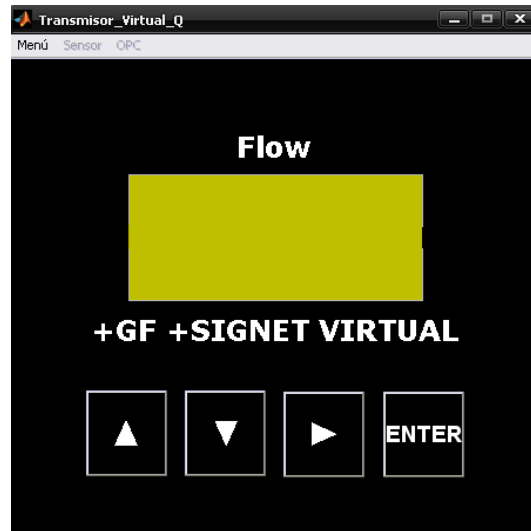 Transmisor_Virtual_Q
Menú Sensor OPC
Flow
+GF +SIGNET VIRTUAL
ENTER